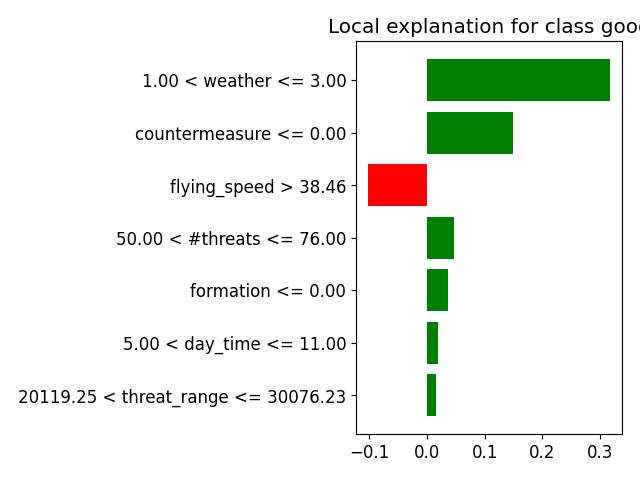 Local explanation for class good
1.00 < weather <= 3.00
countermeasure <= 0.00
flying_speed > 38.46
50.00 < #threats <= 76.00
formation <= 0.00
5.00 < day_time <= 11.00
20119.25 < threat_range <= 30076.23
−0.1 0.0 0.1 0.2 0.3